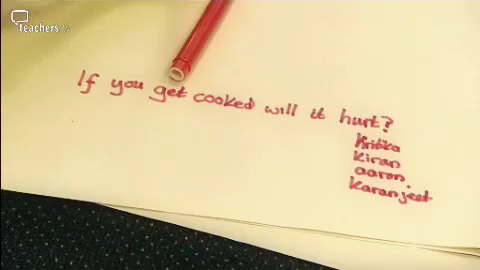 teachers.tv
If you get cooked will it hurt?
Kritika
Kiran
aaron
Karanjeet